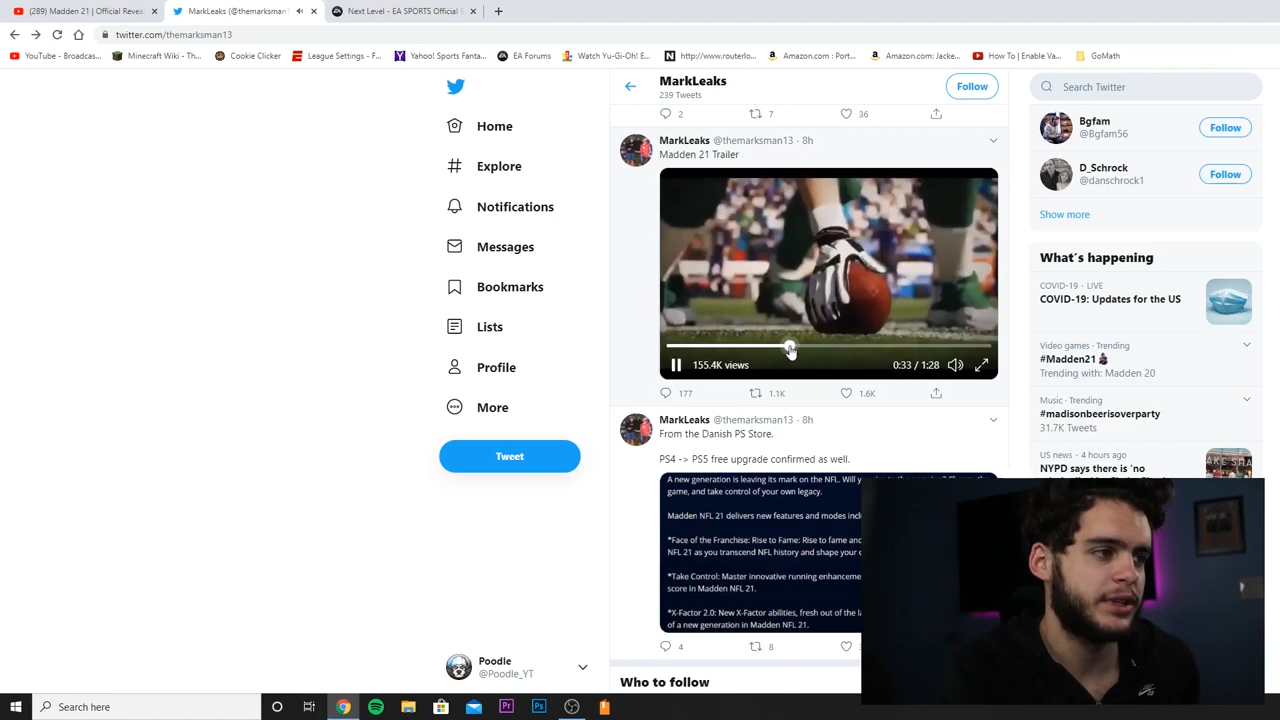 (289) Madden 21 | Official Revea
MarkLeaks (@themarksman1
Next Level - EA SPORTS Official S
twitter.com/themarksman13
YouTube - Broadcas...
Minecraft Wiki - Th...
Cookie Clicker
League Settings - F...
Yahoo! Sports Fanta...
EA Forums
Watch Yu-Gi-Oh! E...
http://www.routerlo...
Amazon.com : Port...
Amazon.com: Jacke...
How To | Enable Va...
GoMath
Home
Explore
Notifications
Messages
Bookmarks
Lists
Profile
More
Tweet
Poodle
@Poodle_YT
MarkLeaks
239 Tweets
Follow
2
7
36
MarkLeaks @themarksman13 · 8h
Madden 21 Trailer
155.4K views
0:33 / 1:28
177
1.1K
1.6K
MarkLeaks @themarksman13 · 8h
From the Danish PS Store.
PS4 -> PS5 free upgrade confirmed as well.
A new generation is leaving its mark on the NFL. Will
game, and take control of your own legacy.
Madden NFL 21 delivers new features and modes
*Face of the Franchise: Rise to Fame: Rise to fame
NFL 21 as you transcend NFL history and shape your
*Take Control: Master innovative running
score in Madden NFL 21.
*X-Factor 2.0: New X-Factor abilities, fresh out of the
of a new generation in Madden NFL 21.
4
8
Who to follow
Search Twitter
Bgfam
@Bgfam56
Follow
D_Schrock
@danschrock1
Follow
Show more
What's happening
COVID-19 · LIVE
COVID-19: Updates for the US
Video games · Trending
#Madden21
Trending with: Madden 20
Music · Trending
#madisonbeerisoverparty
31.7K Tweets
US news · 4 hours ago
NYPD says there is 'no
Search here